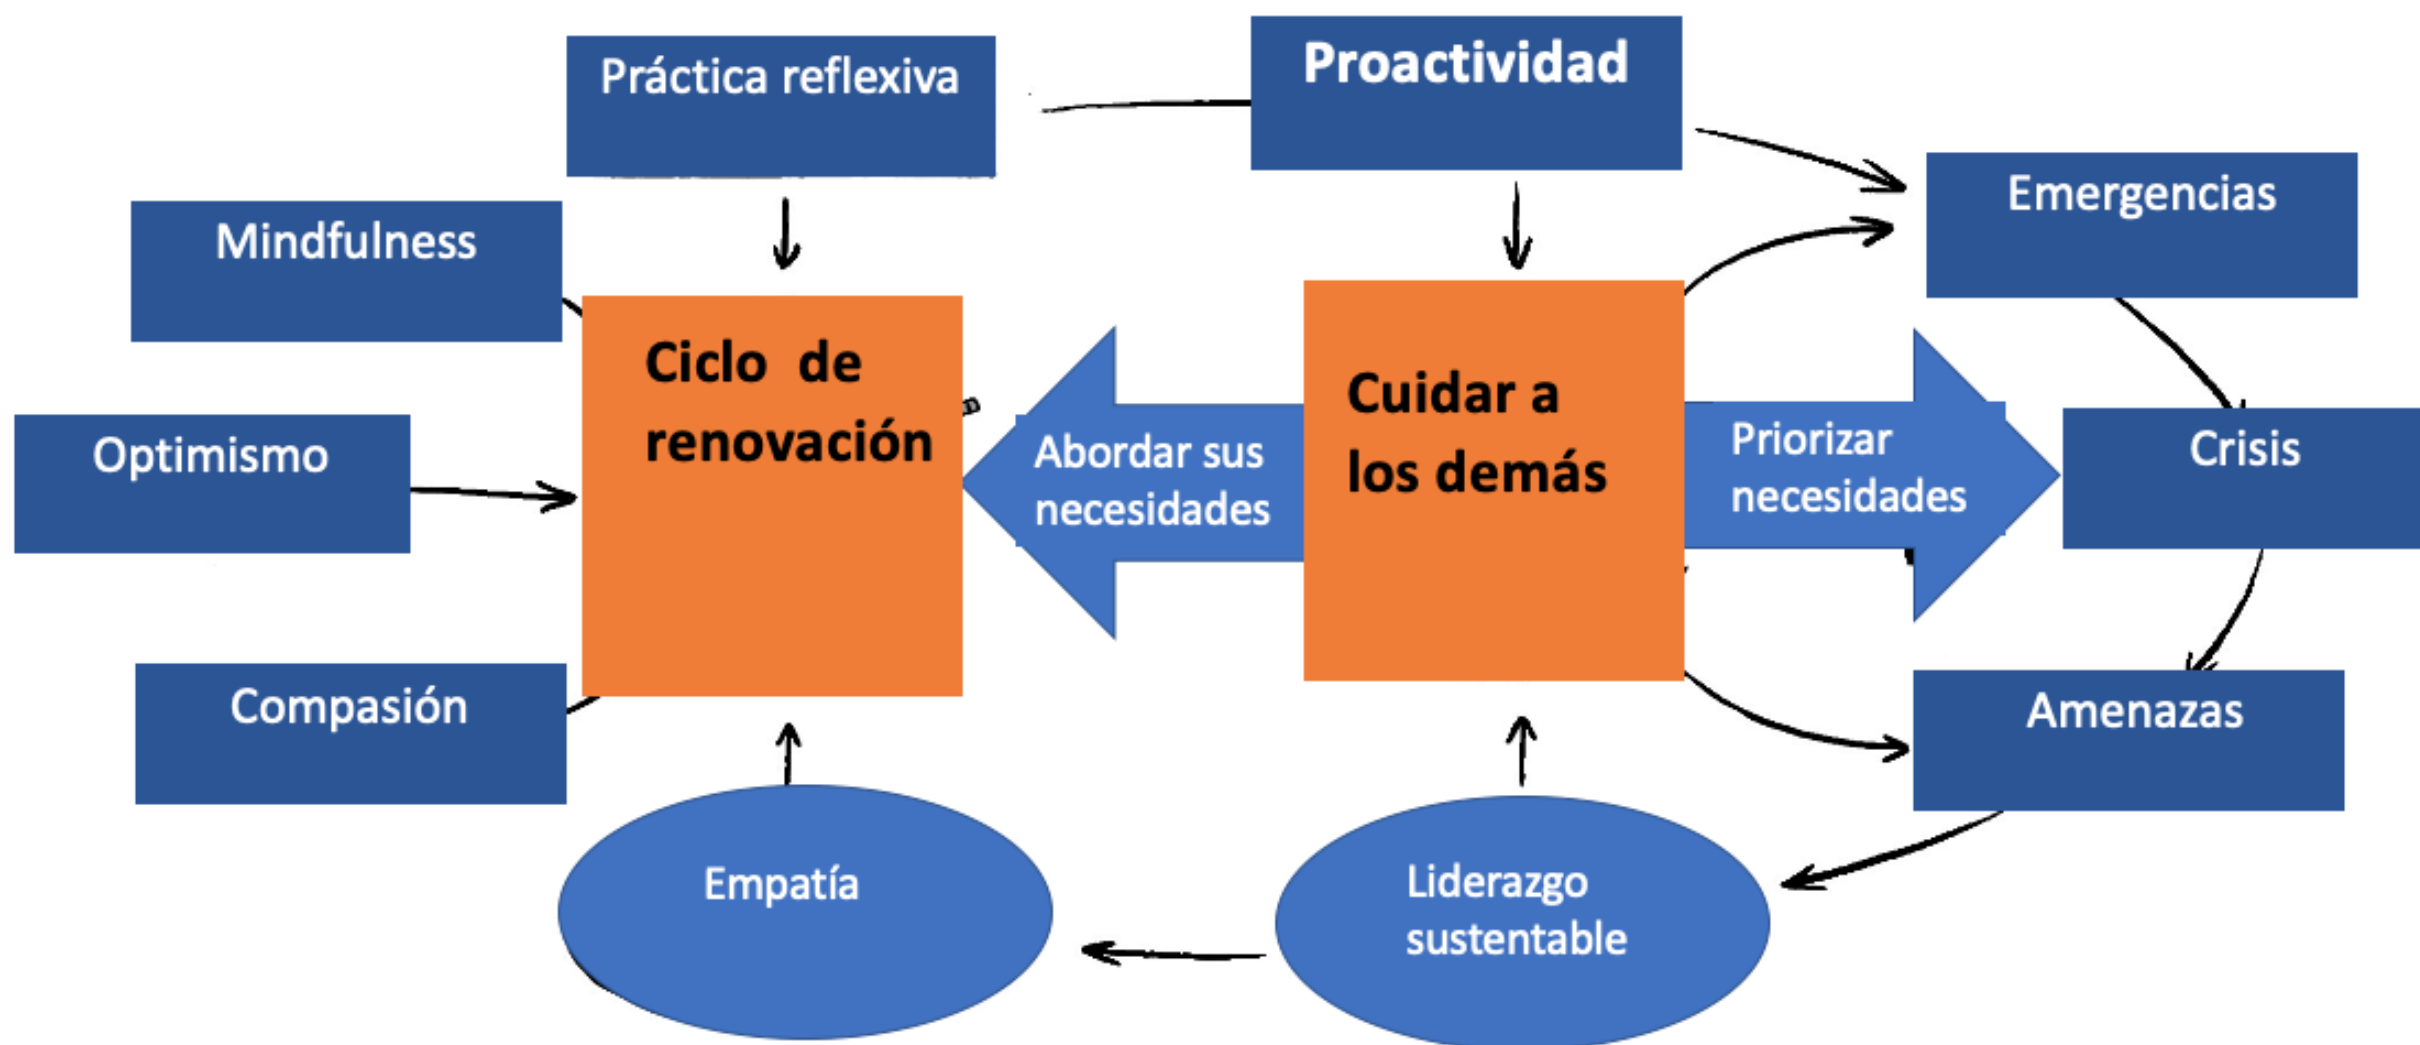 Práctica reflexiva
Proactividad
Emergencias
Mindfulness
Ciclo de
renovación
Cuidar a
los demás
Abordar sus
necesidades
Priorizar
necesidades
Optimismo
Crisis
Compasión
Amenazas
Empatía
Liderazgo
sustentable